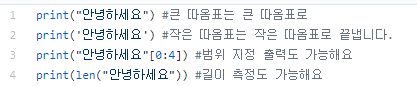 1 print("안녕하세요") #큰 따옴표는 큰 따옴표로
2 print('안녕하세요') #작은 따옴표는 작은 따옴표로 끝냅니다.
3 print("안녕하세요"[0:4]) #범위 지정 출력도 가능해요
4 print(len("안녕하세요")) #길이 측정도 가능해요